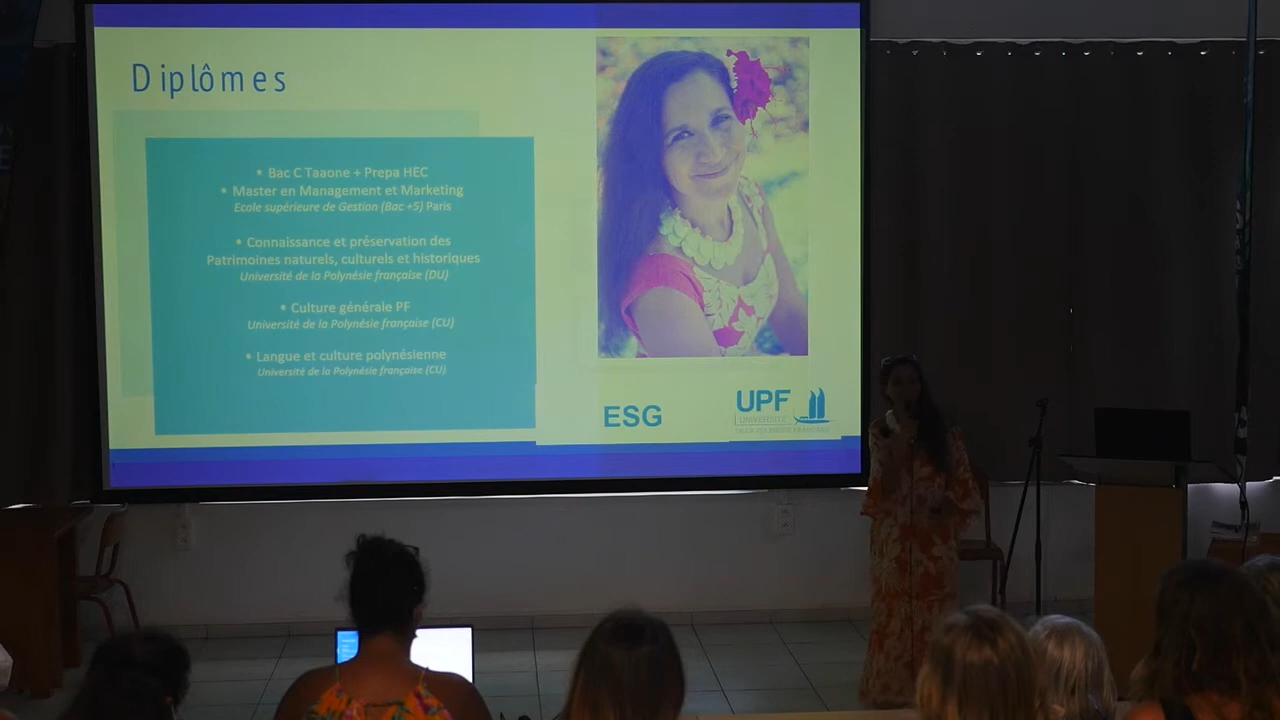 Diplômes
• Bac C Taaone + Prepa HEC
• Master en Management et Marketing
Ecole supérieure de Gestion (Bac +5) Paris
• Connaissance et préservation des
Patrimoines naturels, culturels et historiques
Université de la Polynésie française (DU)
• Culture générale PF
Université de la Polynésie française (CU)
• Langue et culture polynésienne
Université de la Polynésie française (CU)
ESG
UPF
UNIVERSITÉ